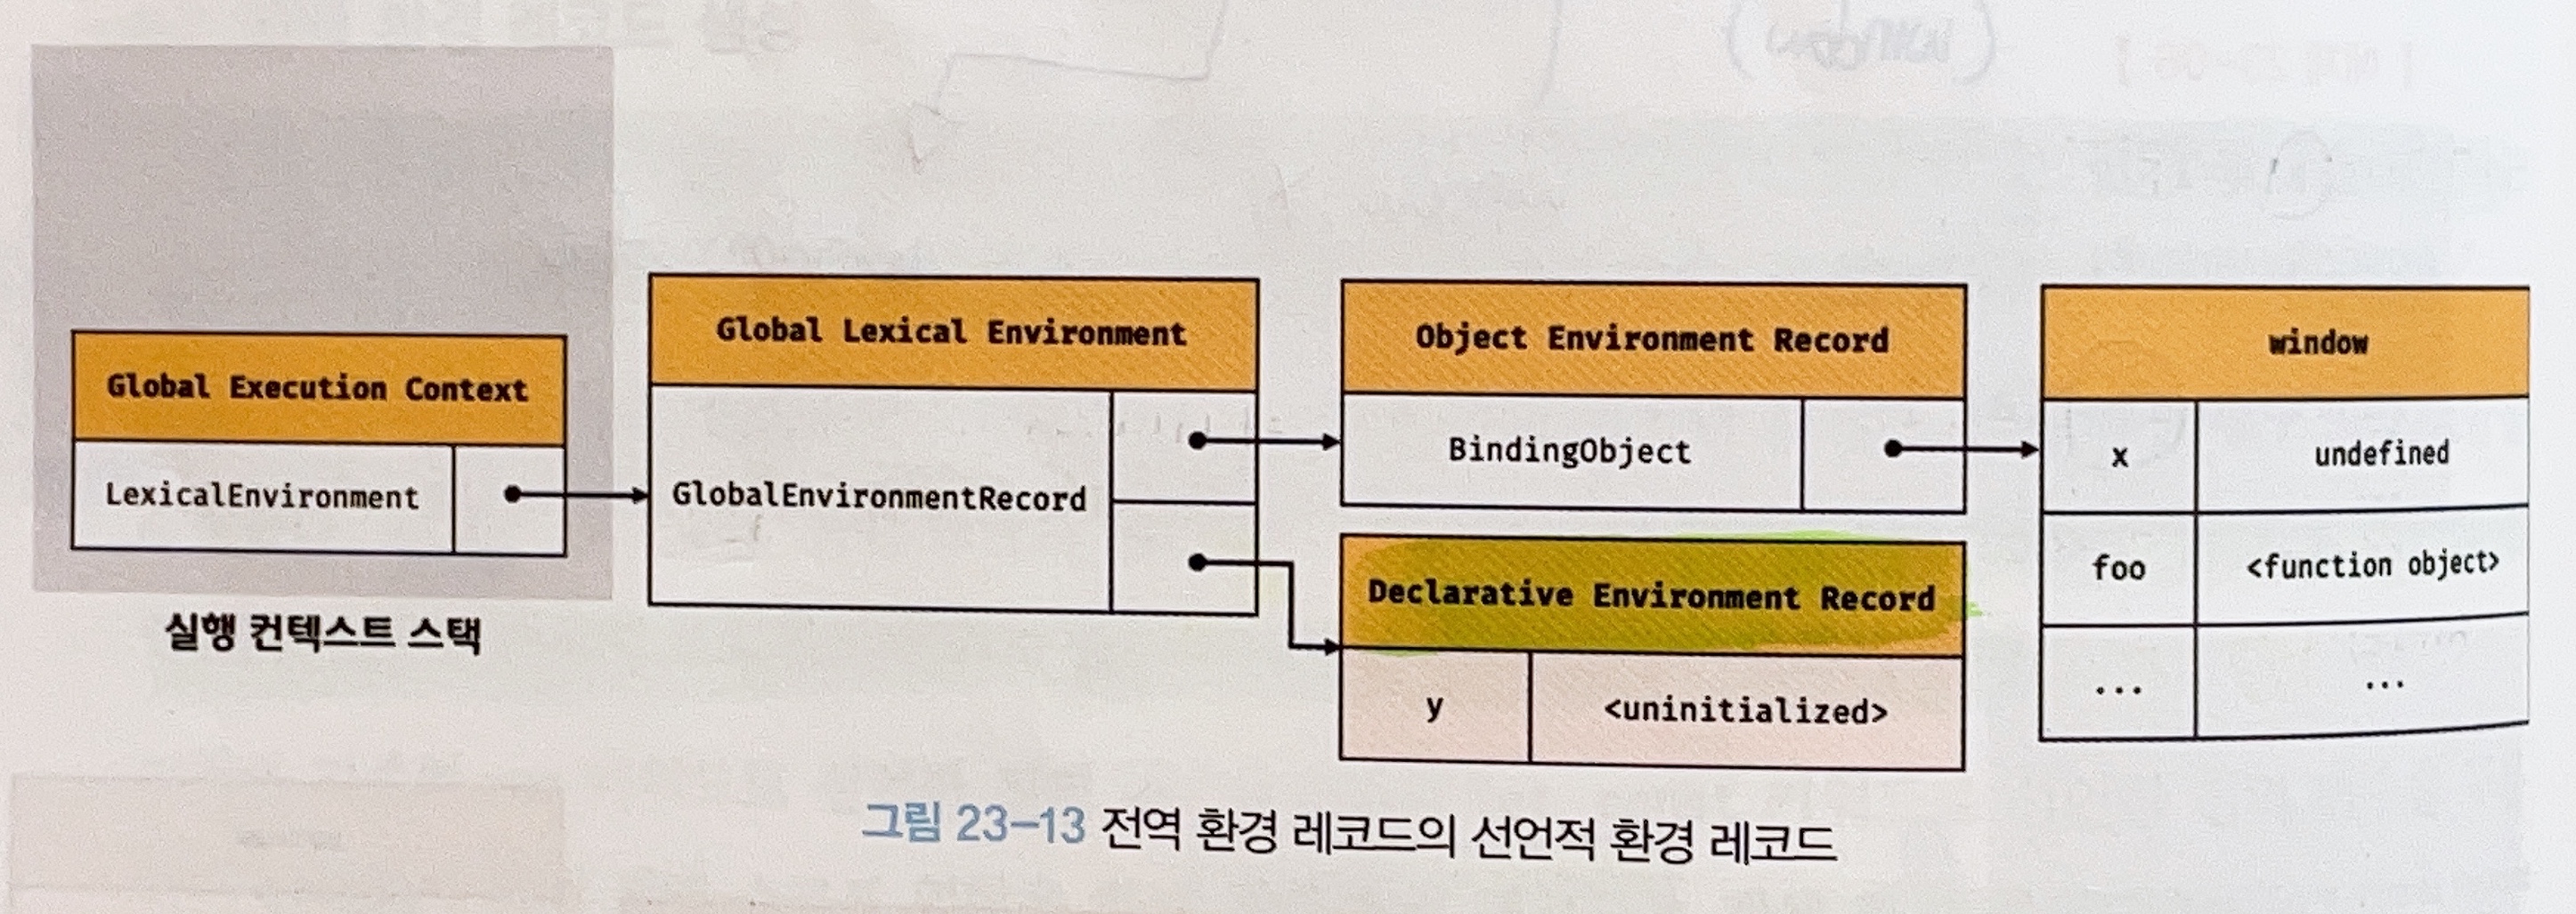 Global Execution Context
LexicalEnvironment
실행 컨텍스트 스택
Global Lexical Environment
GlobalEnvironmentRecord
Object Environment Record
BindingObject
Declarative Environment Record
y <uninitialized>
window
x undefined
foo <function object>
... ...
그림 23-13 전역 환경 레코드의 선언적 환경 레코드